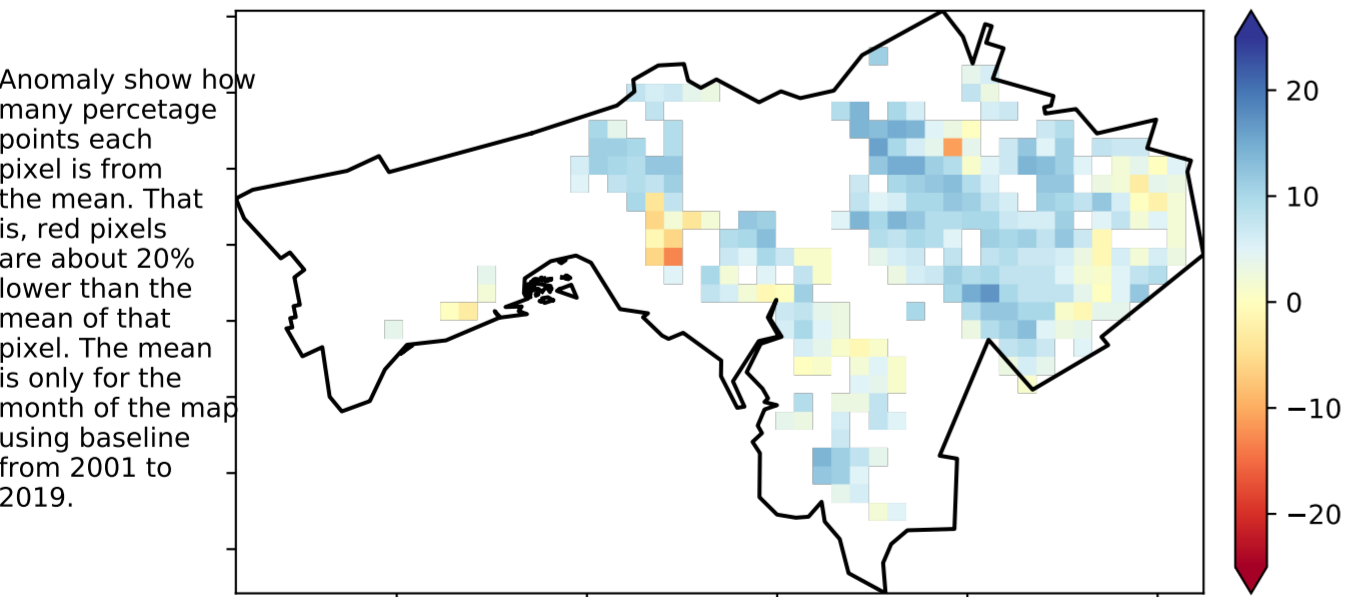 Anomaly show how
many percetage
points each
pixel is from
the mean. That
is, red pixels
are about 20%
lower than the
mean of that
pixel. The mean
is only for the
month of the map
using baseline
from 2001 to
2019.
20
10
0
−10
−20